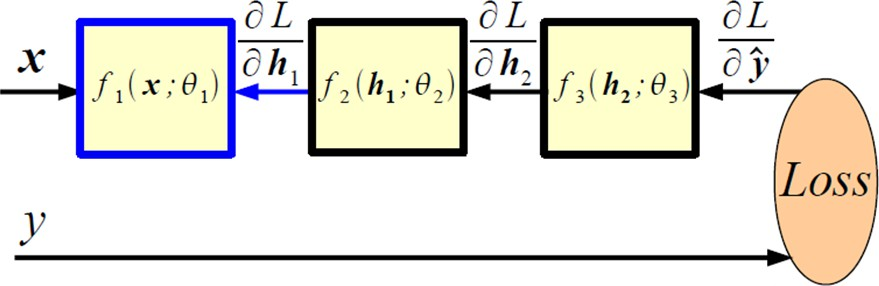 x
f₁(x;θ₁)
∂L/∂h₁
f₂(h₁;θ₂)
∂L/∂h₂
f₃(h₂;θ₃)
∂L/∂ŷ
Loss
y